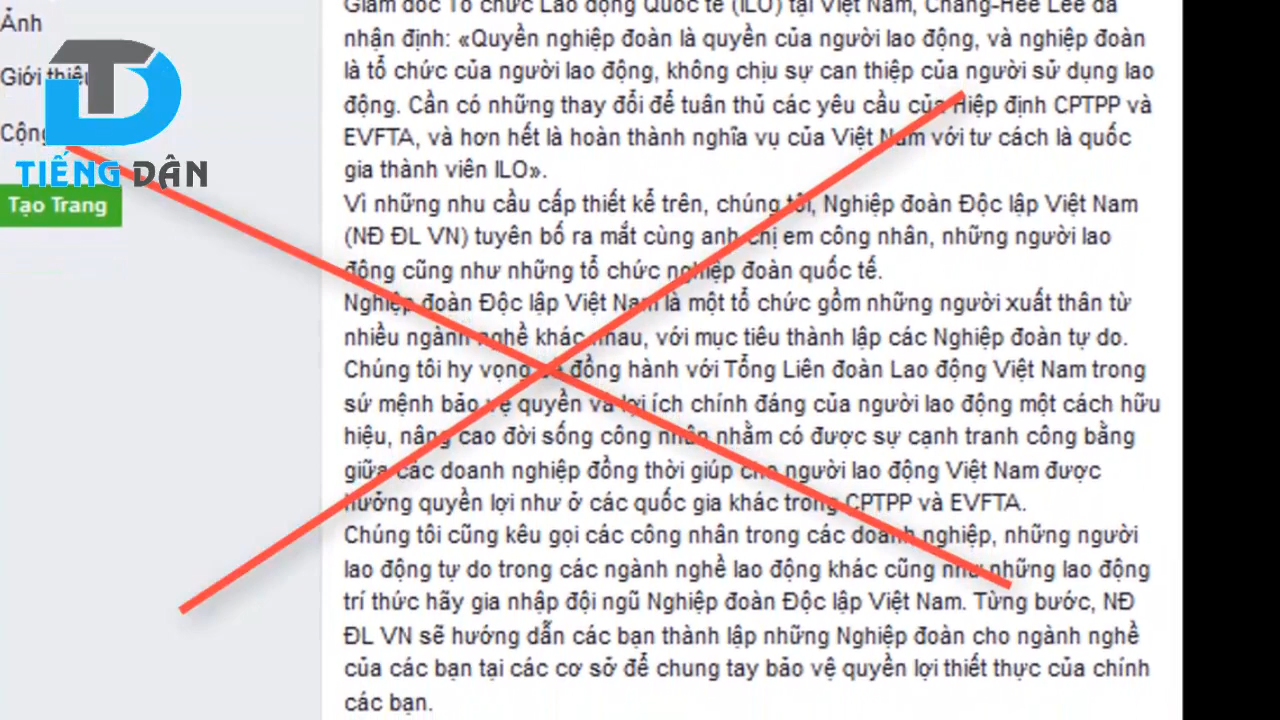 Ảnh
Giới thiệu
Cộng
TIẾNG DÂN
Tạo Trang
Giám đốc Tổ chức Lao động Quốc tế (ILO) tại Việt Nam, Chang-Hee Lee đã
nhận định: «Quyền nghiệp đoàn là quyền của người lao động, và nghiệp đoàn
là tổ chức của người lao động, không chịu sự can thiệp của người sử dụng lao
động. Cần có những thay đổi để tuân thủ các yêu cầu của Hiệp định CPTPP và
EVFTA, và hơn hết là hoàn thành nghĩa vụ của Việt Nam với tư cách là quốc
gia thành viên ILO».
Vì những nhu cầu cấp thiết kể trên, chúng tôi, Nghiệp đoàn Độc lập Việt Nam
(NĐ ĐL VN) tuyên bố ra mắt cùng anh chị em công nhân, những người lao
động cũng như những tổ chức nghiệp đoàn quốc tế.
Nghiệp đoàn Độc lập Việt Nam là một tổ chức gồm những người xuất thân từ
nhiều ngành nghề khác nhau, với mục tiêu thành lập các Nghiệp đoàn tự do.
Chúng tôi hy vọng sẽ đồng hành với Tổng Liên đoàn Lao động Việt Nam trong
sứ mệnh bảo vệ quyền và lợi ích chính đáng của người lao động một cách hữu
hiệu, nâng cao đời sống công nhân nhằm có được sự cạnh tranh công bằng
giữa các doanh nghiệp đồng thời giúp cho người lao động Việt Nam được
hưởng quyền lợi như ở các quốc gia khác trong CPTPP và EVFTA.
Chúng tôi cũng kêu gọi các công nhân trong các doanh nghiệp, những người
lao động tự do trong các ngành nghề lao động khác cũng như những lao động
trí thức hãy gia nhập đội ngũ Nghiệp đoàn Độc lập Việt Nam. Từng bước, NĐ
ĐL VN sẽ hướng dẫn các bạn thành lập những Nghiệp đoàn cho ngành nghề
của các bạn tại các cơ sở để chung tay bảo vệ quyền lợi thiết thực của chính
các bạn.